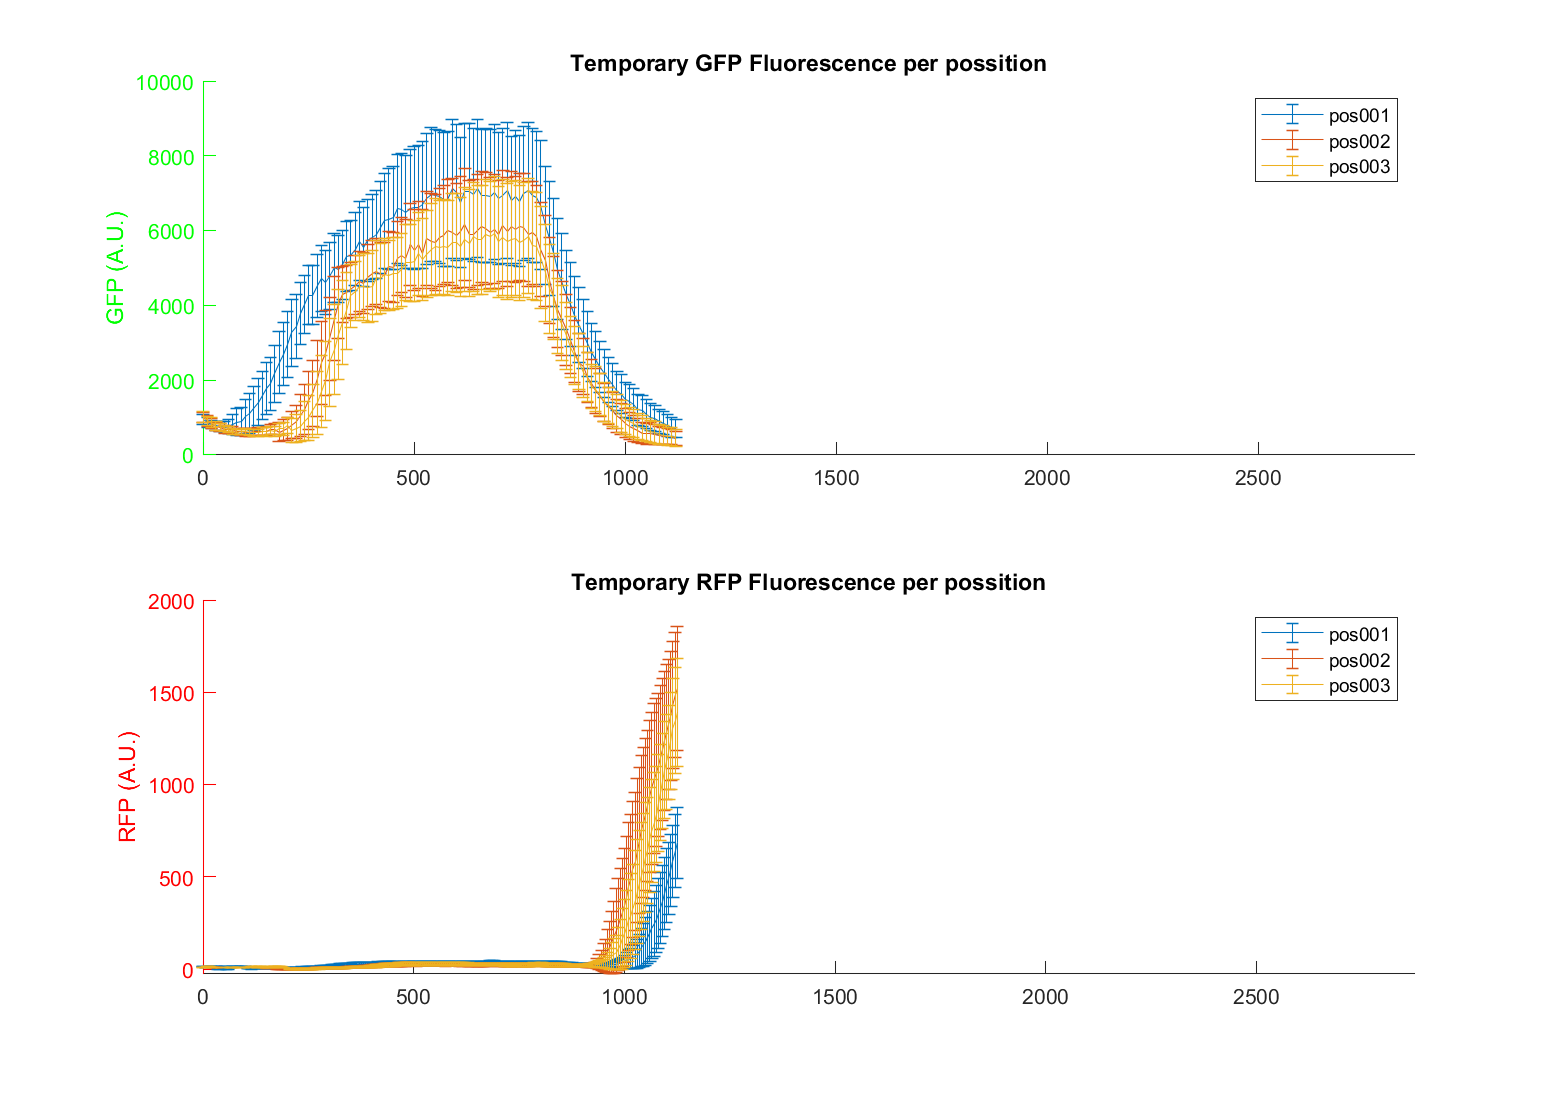 Temporary GFP Fluorescence per possition
10000
8000
6000
4000
2000
0
GFP (A.U.)
pos001
pos002
pos003
0 500 1000 1500 2000 2500
Temporary RFP Fluorescence per possition
2000
1500
1000
500
0
RFP (A.U.)
pos001
pos002
pos003
0 500 1000 1500 2000 2500